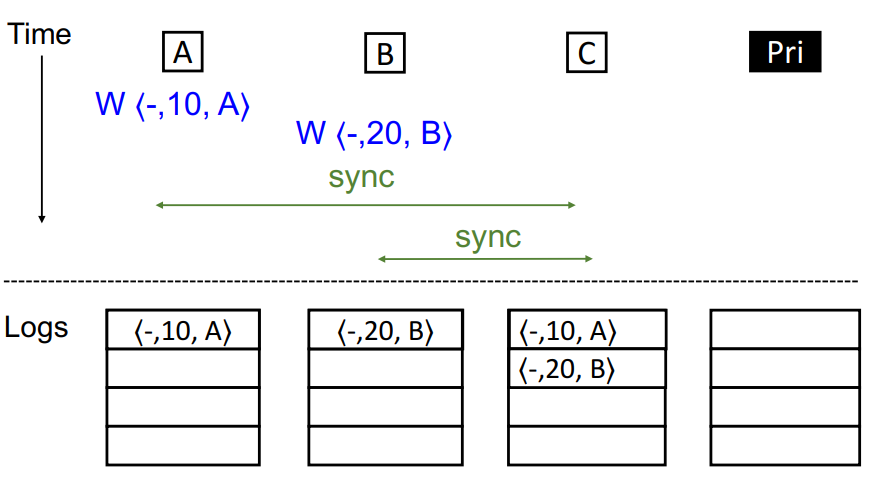 Time
A
B
C
Pri
W ⟨-,10, A⟩
W ⟨-,20, B⟩
sync
sync
Logs
⟨-,10, A⟩
⟨-,20, B⟩
⟨-,10, A⟩
⟨-,20, B⟩